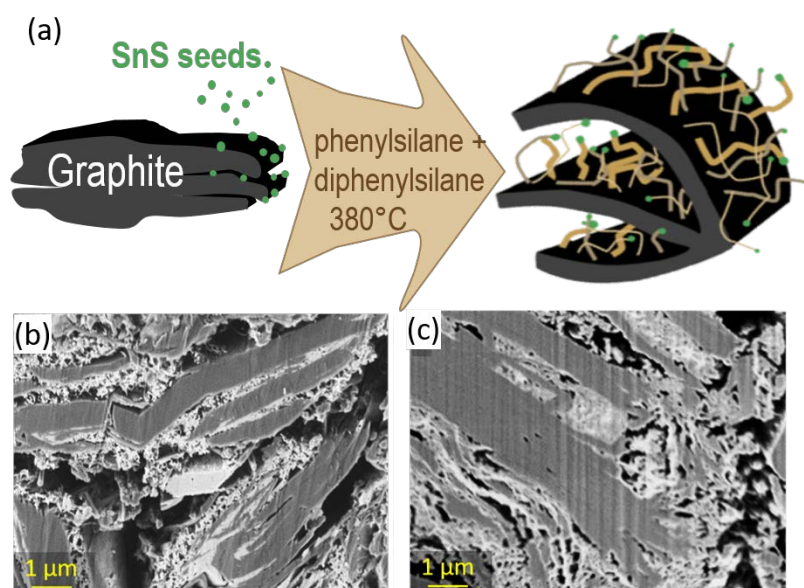 (a)
SnS seeds
Graphite
phenylsilane +
diphenylsilane
380°C
(b)
(c)
1 μm
1 μm